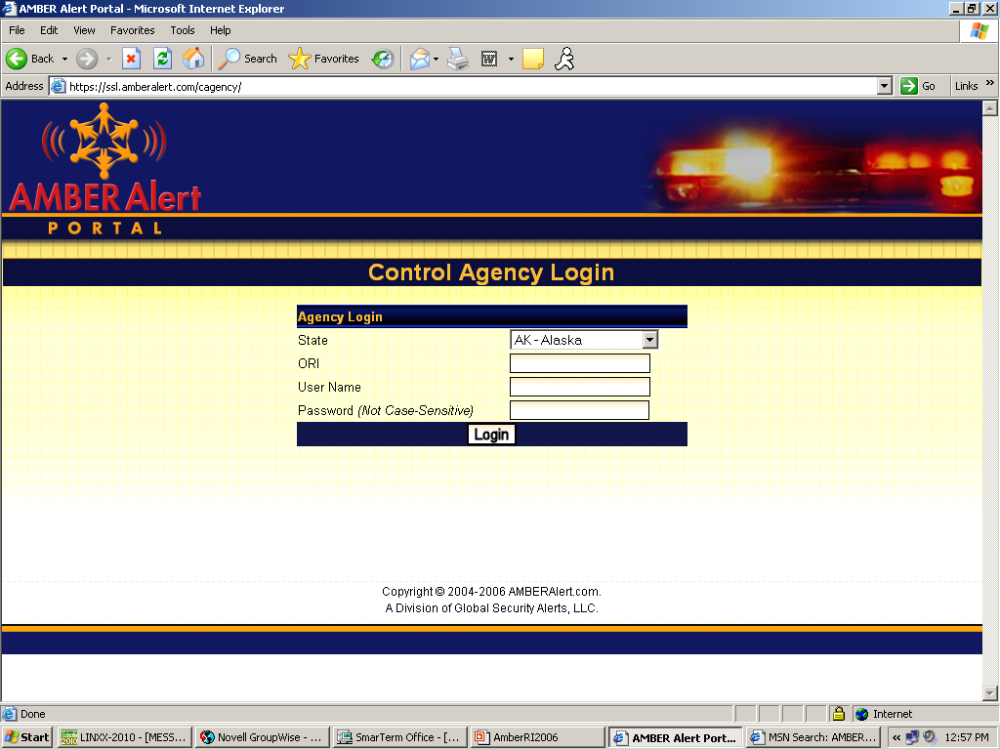 AMBER Alert Portal - Microsoft Internet Explorer
File Edit View Favorites Tools Help
Back Search Favorites
Address https://ssl.amberalert.com/cagency/ Go Links »
AMBER Alert
PORTAL
Control Agency Login
Agency Login
State AK - Alaska
ORI
User Name
Password (Not Case-Sensitive)
Login
Copyright © 2004-2006 AMBERAlert.com.
A Division of Global Security Alerts, LLC.
Done Internet
Start LINXX-2010 - [MESS... Novell GroupWise - ... SmarTerm Office - [... AmberRI2006 AMBER Alert Port... MSN Search: AMBER... « 12:57 PM